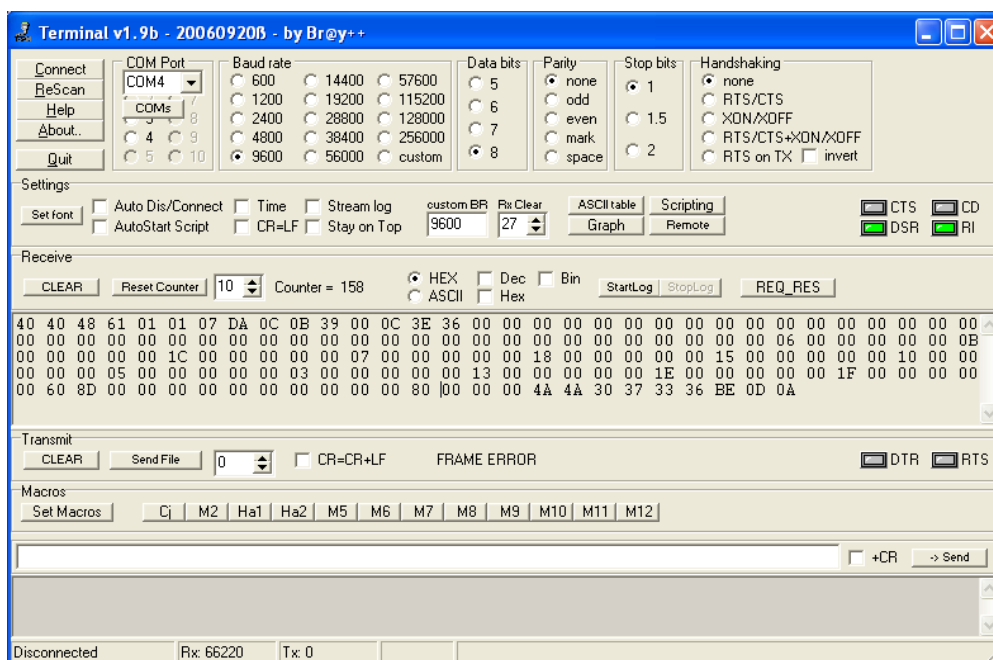 Terminal v1.9b - 20060920ß - by Br@y++
Connect
ReScan
Help
About..
Quit
COM Port
COM4
COMs
4 9
5 10
Baud rate
600 14400 57600
1200 19200 115200
2400 28800 128000
4800 38400 256000
9600 56000 custom
Data bits
5
6
7
8
Parity
none
odd
even
mark
space
Stop bits
1
1.5
2
Handshaking
none
RTS/CTS
XON/XOFF
RTS/CTS+XON/XOFF
RTS on TX invert
Settings
Set font
Auto Dis/Connect Time Stream log
AutoStart Script CR=LF Stay on Top
custom BR Rx Clear
9600 27
ASCII table Scripting
Graph Remote
CTS CD
DSR RI
Receive
CLEAR Reset Counter 10 Counter = 158
HEX Dec Bin
ASCII Hex
StartLog StopLog REQ_RES
40 40 48 61 01 01 07 DA 0C 0B 39 00 0C 3E 36 00 00 00 00 00 00 00 00 00 00 00 00 00 00 00 00 00
00 00 00 00 00 00 00 00 00 00 00 00 00 00 00 00 00 00 00 00 00 00 00 00 00 06 00 00 00 00 00 0B
00 00 00 00 00 1C 00 00 00 00 00 07 00 00 00 00 00 18 00 00 00 00 00 15 00 00 00 00 00 10 00 00
00 00 00 05 00 00 00 00 00 03 00 00 00 00 00 13 00 00 00 00 00 1E 00 00 00 00 00 1F 00 00 00 00
00 60 8D 00 00 00 00 00 00 00 00 00 00 80 00 00 00 4A 4A 30 37 33 36 BE 0D 0A
Transmit
CLEAR Send File 0 CR=CR+LF FRAME ERROR
DTR RTS
Macros
Set Macros Cj M2 Ha1 Ha2 M5 M6 M7 M8 M9 M10 M11 M12
+CR -> Send
Disconnected Rx: 66220 Tx: 0